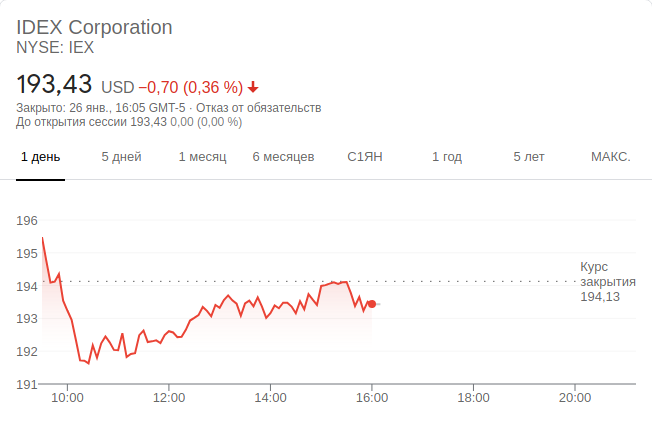 IDEX Corporation
NYSE: IEX
193,43 USD −0,70 (0,36 %)
Закрыто: 26 янв., 16:05 GMT-5 · Отказ от обязательств
До открытия сессии 193,43 0,00 (0,00 %)
1 день 5 дней 1 месяц 6 месяцев С1ЯН 1 год 5 лет МАКС.
196
195
Курс
194 закрытия
194,13
193
192
191
10:00 12:00 14:00 16:00 18:00 20:00